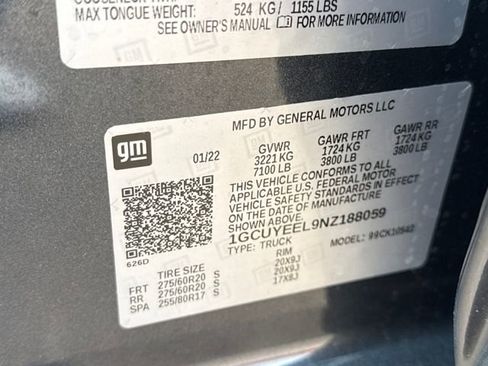 MAX TONGUE WEIGHT: 524 KG/ 1155 LBS
SEE OWNER'S MANUAL FOR MORE INFORMATION
MFD BY GENERAL MOTORS LLC
gm
01/22
GVWR GAWR FRT GAWR RR
3221 KG 1724 KG 1724 KG
7100 LB 3800 LB 3800 LB
THIS VEHICLE CONFORMS TO ALL
APPLICABLE U.S. FEDERAL MOTOR
VEHICLE SAFETY STANDARDS IN EFFECT
ON THE DATE OF MANUFACTURE SHOWN ABOVE.
1GCUYEEL9NZ188059
TYPE: TRUCK MODEL:
626D
TIRE SIZE RIM
FRT 275/60R20 S 20X9J
RR 275/60R20 S 20X9J
SPA 255/80R17 S 17X8J